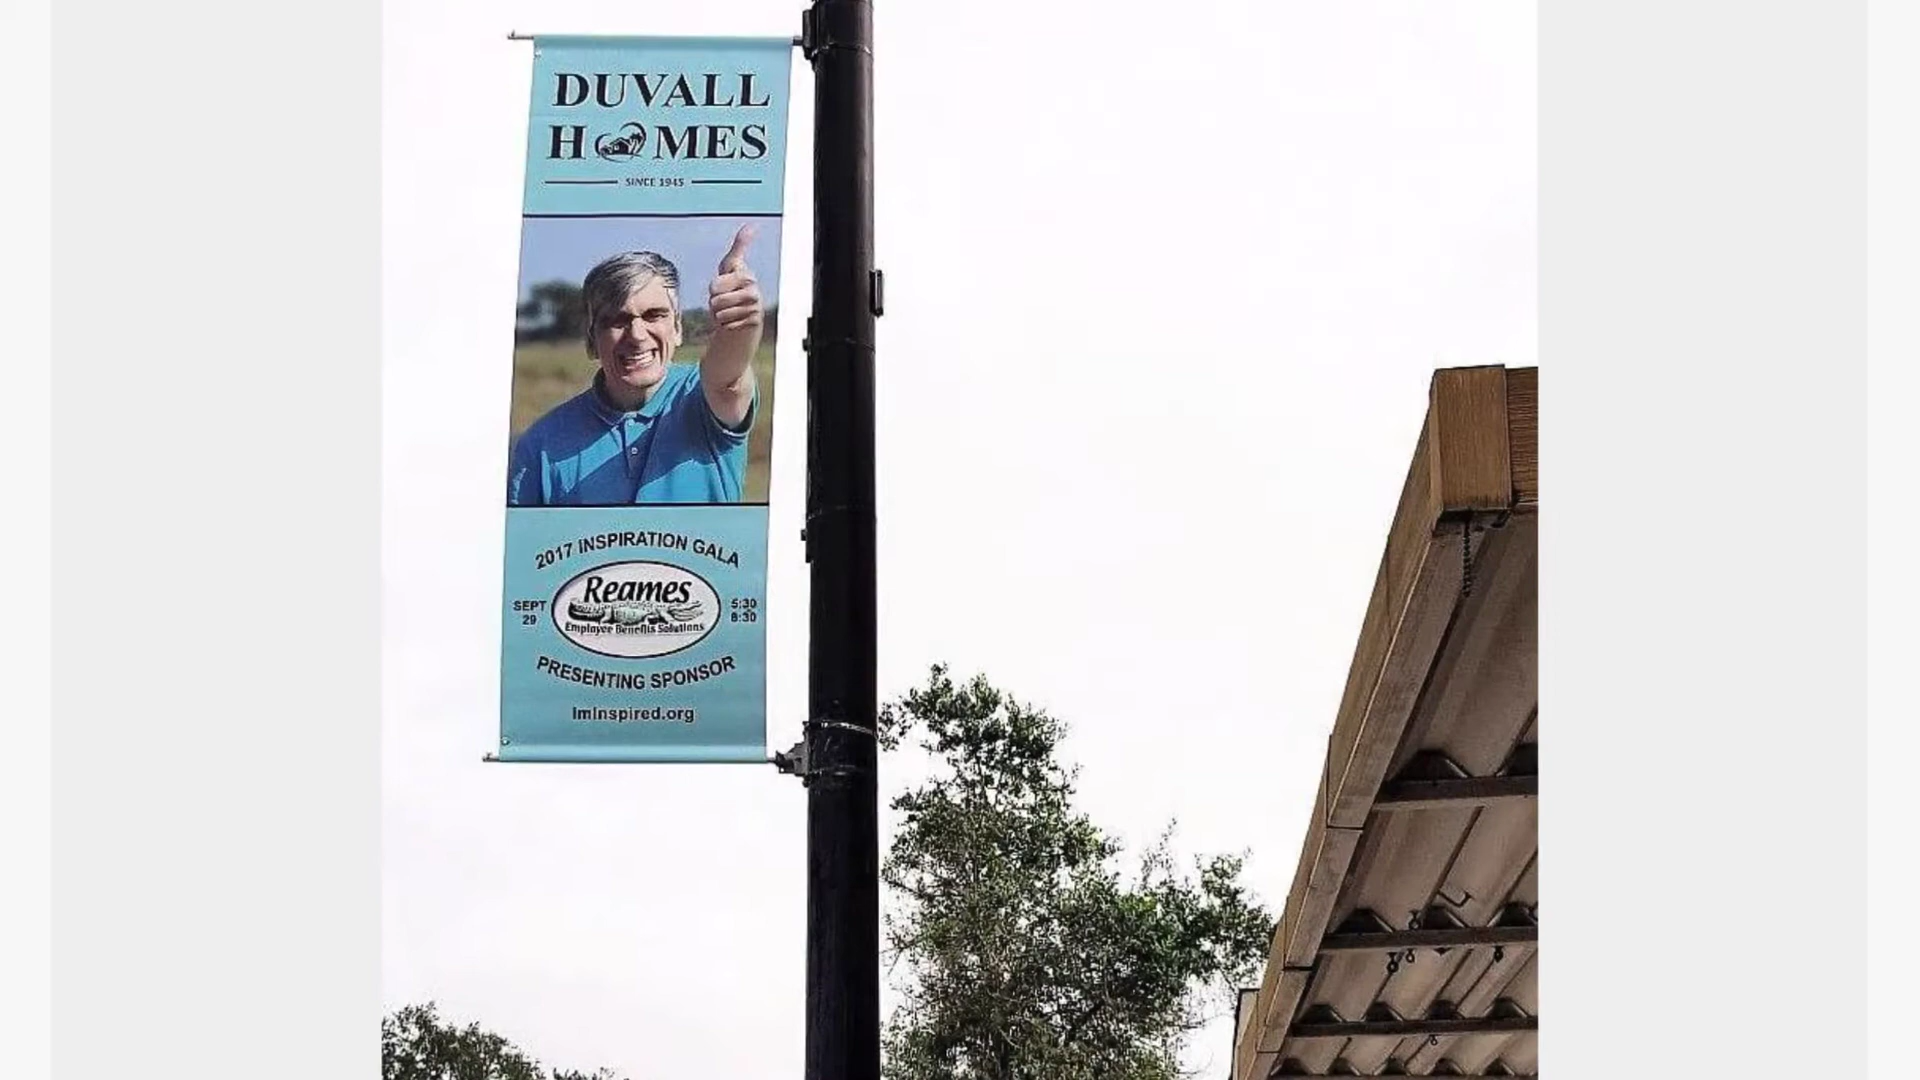 DUVALL
HOMES
SINCE 1945
2017 INSPIRATION GALA
Reames
Employee Benefits Solutions
SEPT
29
5:30
8:30
PRESENTING SPONSOR
ImInspired.org